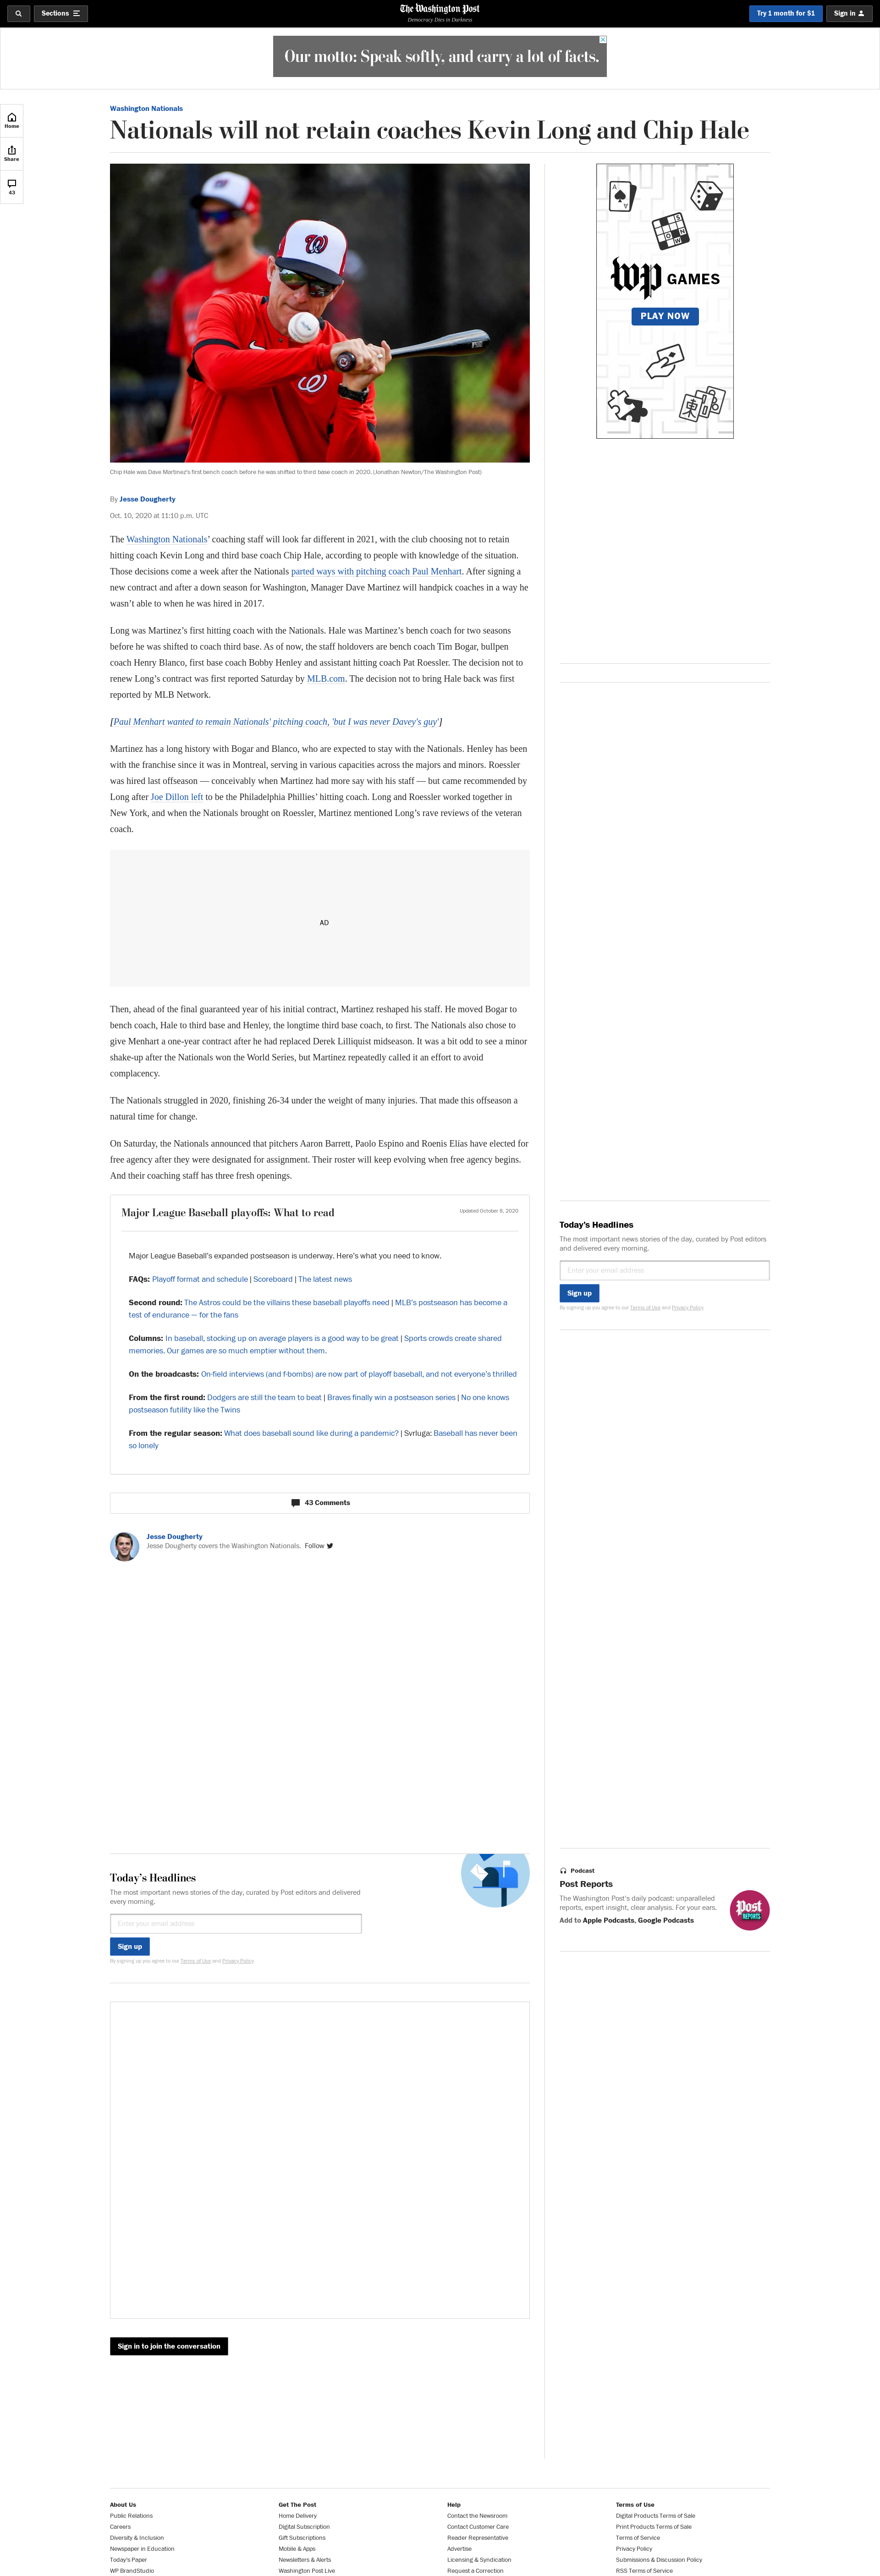 Sections
The Washington Post
Democracy Dies in Darkness
Try 1 month for $1
Sign in
Our motto: Speak softly, and carry a lot of facts.
Home
Share
43
Washington Nationals
Nationals will not retain coaches Kevin Long and Chip Hale
Chip Hale was Dave Martinez's first bench coach before he was shifted to third base coach in 2020. (Jonathan Newton/The Washington Post)
By Jesse Dougherty
Oct. 10, 2020 at 11:10 p.m. UTC
The Washington Nationals’ coaching staff will look far different in 2021, with the club choosing not to retain
hitting coach Kevin Long and third base coach Chip Hale, according to people with knowledge of the situation.
Those decisions come a week after the Nationals parted ways with pitching coach Paul Menhart. After signing a
new contract and after a down season for Washington, Manager Dave Martinez will handpick coaches in a way he
wasn’t able to when he was hired in 2017.
Long was Martinez’s first hitting coach with the Nationals. Hale was Martinez’s bench coach for two seasons
before he was shifted to coach third base. As of now, the staff holdovers are bench coach Tim Bogar, bullpen
coach Henry Blanco, first base coach Bobby Henley and assistant hitting coach Pat Roessler. The decision not to
renew Long’s contract was first reported Saturday by MLB.com. The decision not to bring Hale back was first
reported by MLB Network.
[Paul Menhart wanted to remain Nationals' pitching coach, 'but I was never Davey's guy']
Martinez has a long history with Bogar and Blanco, who are expected to stay with the Nationals. Henley has been
with the franchise since it was in Montreal, serving in various capacities across the majors and minors. Roessler
was hired last offseason — conceivably when Martinez had more say with his staff — but came recommended by
Long after Joe Dillon left to be the Philadelphia Phillies’ hitting coach. Long and Roessler worked together in
New York, and when the Nationals brought on Roessler, Martinez mentioned Long’s rave reviews of the veteran
coach.
AD
Then, ahead of the final guaranteed year of his initial contract, Martinez reshaped his staff. He moved Bogar to
bench coach, Hale to third base and Henley, the longtime third base coach, to first. The Nationals also chose to
give Menhart a one-year contract after he had replaced Derek Lilliquist midseason. It was a bit odd to see a minor
shake-up after the Nationals won the World Series, but Martinez repeatedly called it an effort to avoid
complacency.
The Nationals struggled in 2020, finishing 26-34 under the weight of many injuries. That made this offseason a
natural time for change.
On Saturday, the Nationals announced that pitchers Aaron Barrett, Paolo Espino and Roenis Elías have elected for
free agency after they were designated for assignment. Their roster will keep evolving when free agency begins.
And their coaching staff has three fresh openings.
Major League Baseball playoffs: What to read
Updated October 8, 2020
Major League Baseball’s expanded postseason is underway. Here’s what you need to know.
FAQs: Playoff format and schedule | Scoreboard | The latest news
Second round: The Astros could be the villains these baseball playoffs need | MLB’s postseason has become a
test of endurance — for the fans
Columns: In baseball, stocking up on average players is a good way to be great | Sports crowds create shared
memories. Our games are so much emptier without them.
On the broadcasts: On-field interviews (and f-bombs) are now part of playoff baseball, and not everyone’s thrilled
From the first round: Dodgers are still the team to beat | Braves finally win a postseason series | No one knows
postseason futility like the Twins
From the regular season: What does baseball sound like during a pandemic? | Svrluga: Baseball has never been
so lonely
43 Comments
Jesse Dougherty
Jesse Dougherty covers the Washington Nationals. Follow
Today’s Headlines
The most important news stories of the day, curated by Post editors and delivered
every morning.
Enter your email address
Sign up
By signing up you agree to our Terms of Use and Privacy Policy
Sign in to join the conversation
wp GAMES
PLAY NOW
Today’s Headlines
The most important news stories of the day, curated by Post editors
and delivered every morning.
Enter your email address
Sign up
By signing up you agree to our Terms of Use and Privacy Policy
Podcast
Post Reports
The Washington Post's daily podcast: unparalleled
reports, expert insight, clear analysis. For your ears.
Add to Apple Podcasts, Google Podcasts
Post
REPORTS
About Us
Public Relations
Careers
Diversity & Inclusion
Newspaper in Education
Today's Paper
WP BrandStudio
Get The Post
Home Delivery
Digital Subscription
Gift Subscriptions
Mobile & Apps
Newsletters & Alerts
Washington Post Live
Help
Contact the Newsroom
Contact Customer Care
Reader Representative
Advertise
Licensing & Syndication
Request a Correction
Terms of Use
Digital Products Terms of Sale
Print Products Terms of Sale
Terms of Service
Privacy Policy
Submissions & Discussion Policy
RSS Terms of Service